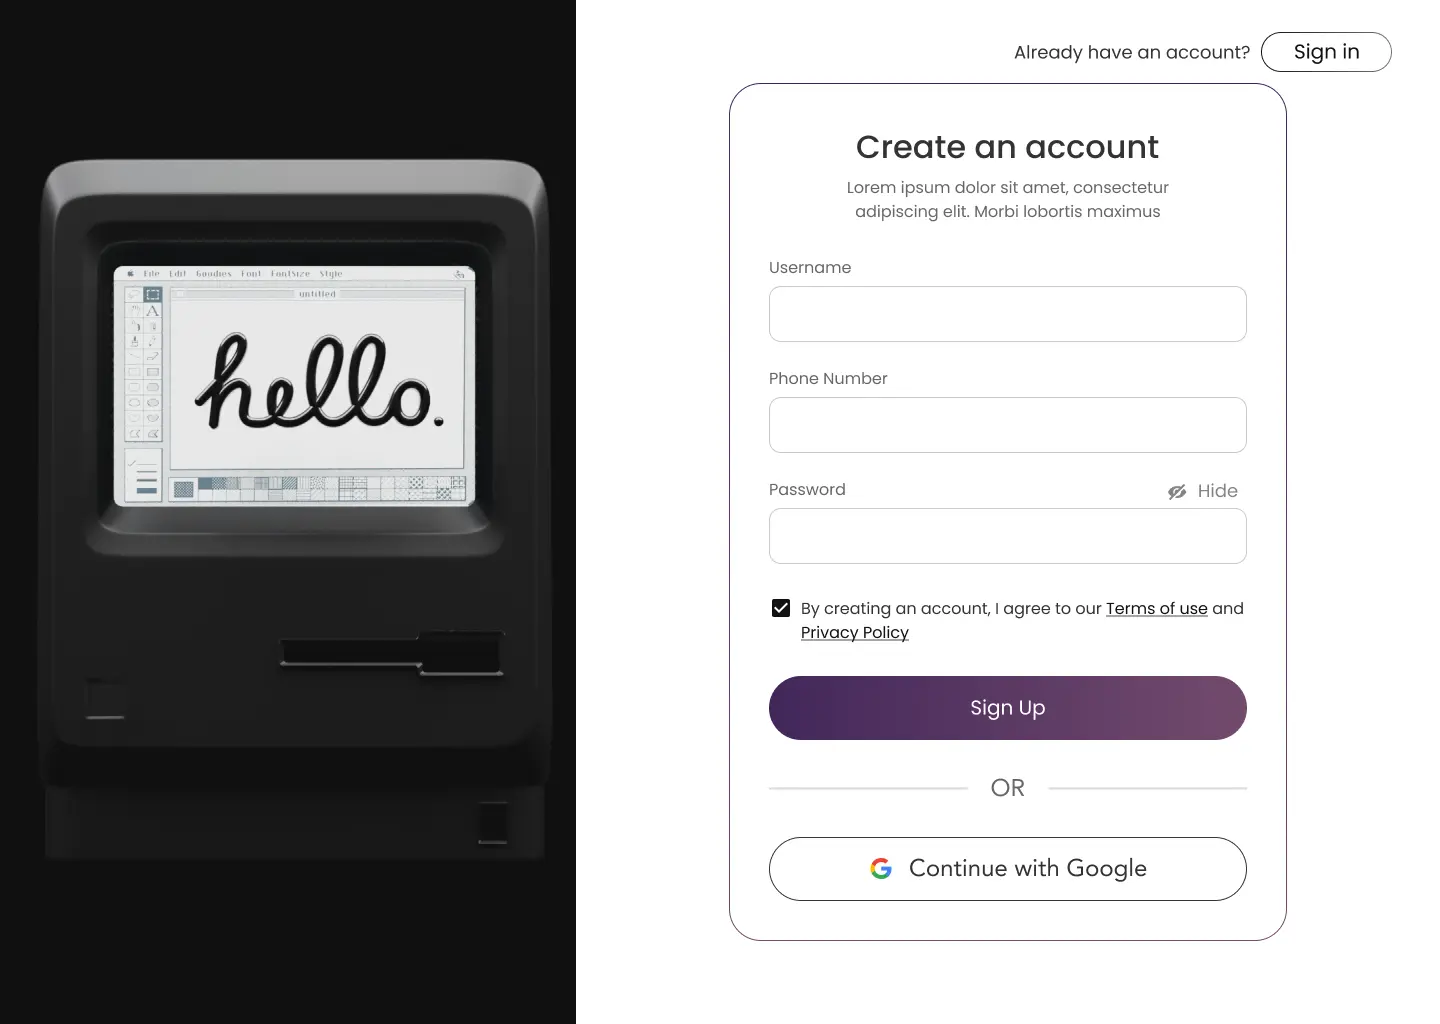 File Edit Goodies Font FontSize Style
untitled
A
hello.
Already have an account?
Sign in
Create an account
Lorem ipsum dolor sit amet, consectetur
adipiscing elit. Morbi lobortis maximus
Username
Phone Number
Password
Hide
By creating an account, I agree to our Terms of use and
Privacy Policy
Sign Up
OR
Continue with Google